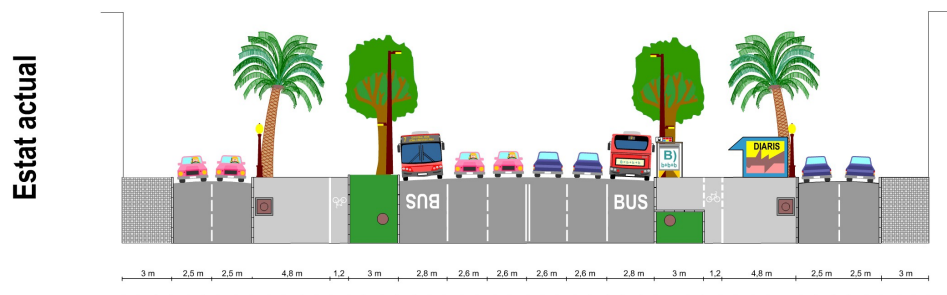 Estat actual
DIARIS
B)
BUS
BUS
3 m 2,5 m 2,5 m 4,8 m 1,2 3 m 2,8 m 2,6 m 2,6 m 2,6 m 2,6 m 2,8 m 3 m 1,2 4,8 m 2,5 m 2,5 m 3 m